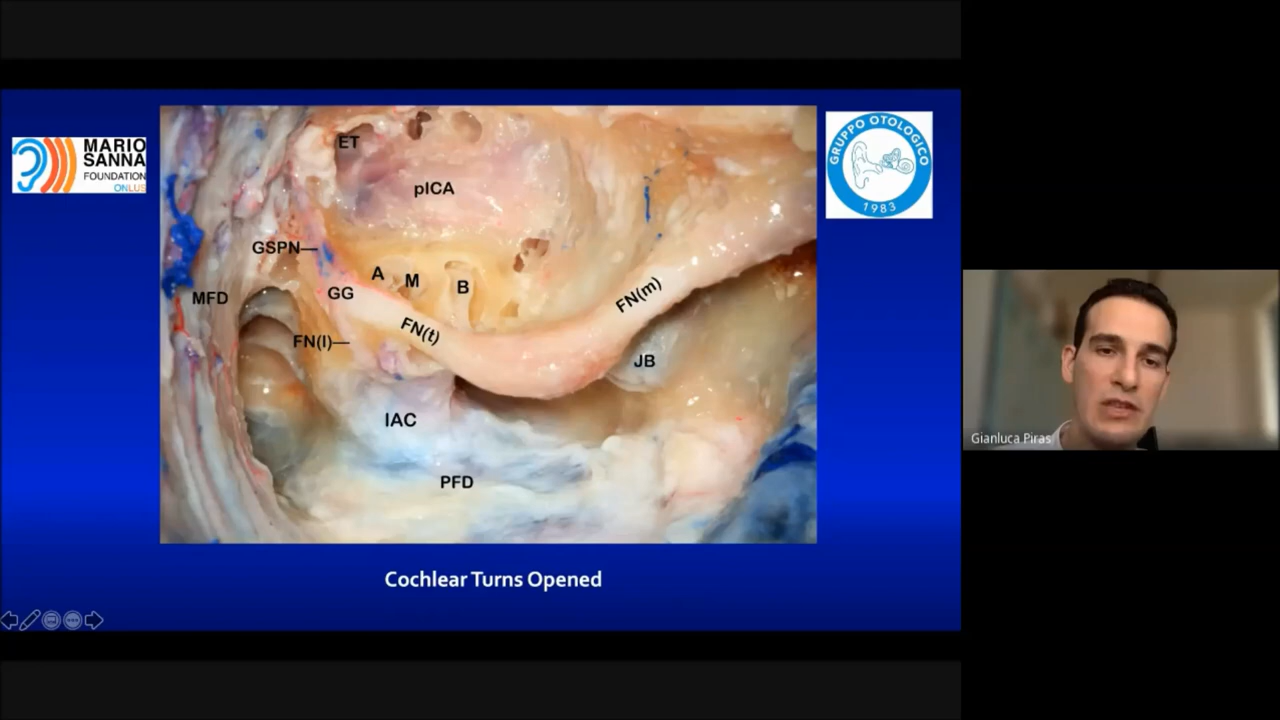 MARIO
SANNA
FOUNDATION
ONLUS
GRUPPO OTOLOGICO
1983
ET
pICA
GSPN
A
M
B
GG
MFD
FN(m)
FN(t)
FN(l)
JB
IAC
PFD
Cochlear Turns Opened
Gianluca Piras